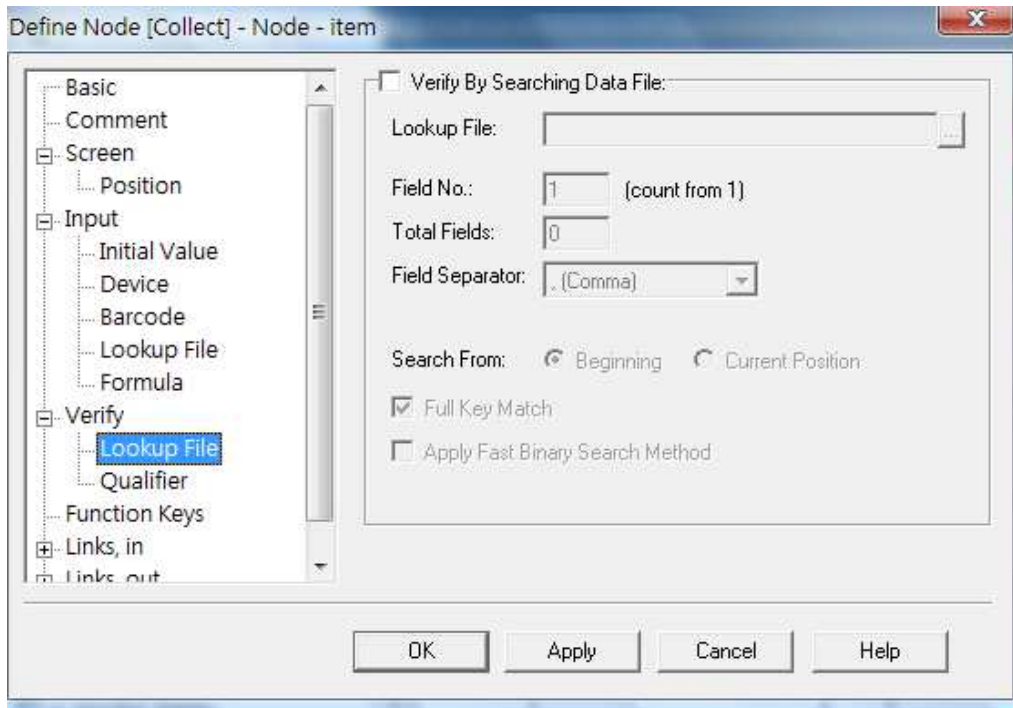 Define Node [Collect] - Node - item
Basic
Comment
Screen
Position
Input
Initial Value
Device
Barcode
Lookup File
Formula
Verify
Lookup File
Qualifier
Function Keys
Links, in
Links, out
Verify By Searching Data File:
Lookup File:
...
Field No.: 1 (count from 1)
Total Fields: 0
Field Separator: , (Comma)
Search From: Beginning Current Position
Full Key Match
Apply Fast Binary Search Method
OK Apply Cancel Help